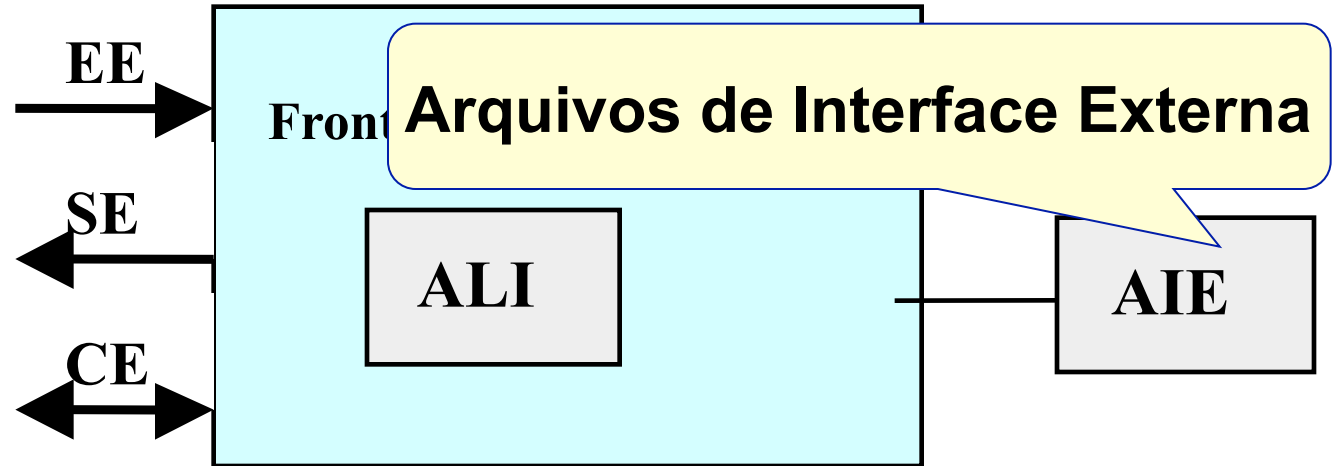 EE
Front
Arquivos de Interface Externa
SE
ALI
AIE
CE